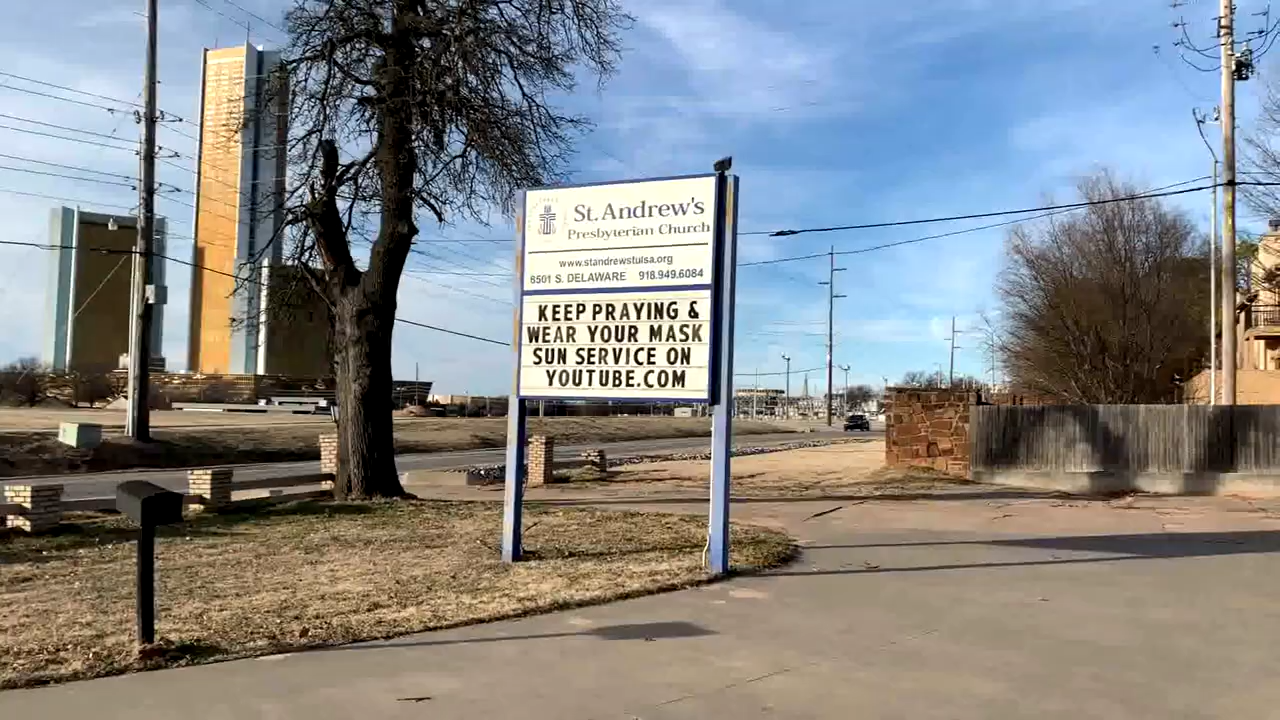 St. Andrew's
Presbyterian Church
www.standrewstulsa.org
6501 S. DELAWARE 918.949.6084
KEEP PRAYING &
WEAR YOUR MASK
SUN SERVICE ON
YOUTUBE.COM